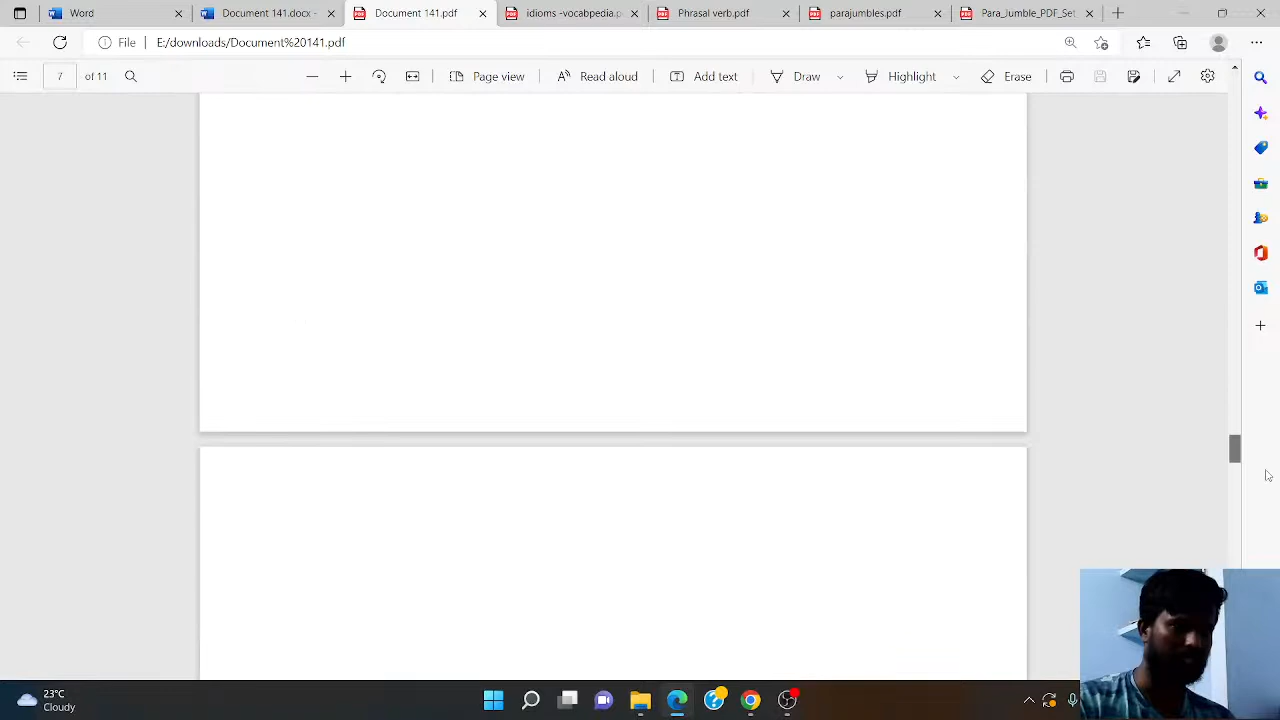 Word
Document 141.docx -
Document 141.pdf
idioms -vocabpedia.p
Phrasal verb.pdf
parajumbles.pdf
Para_Jumble_PDF_Set
File
E:/downloads/Document%20141.pdf
7
of 11
Page view
Read aloud
Add text
Draw
Highlight
Erase
23°C
Cloudy